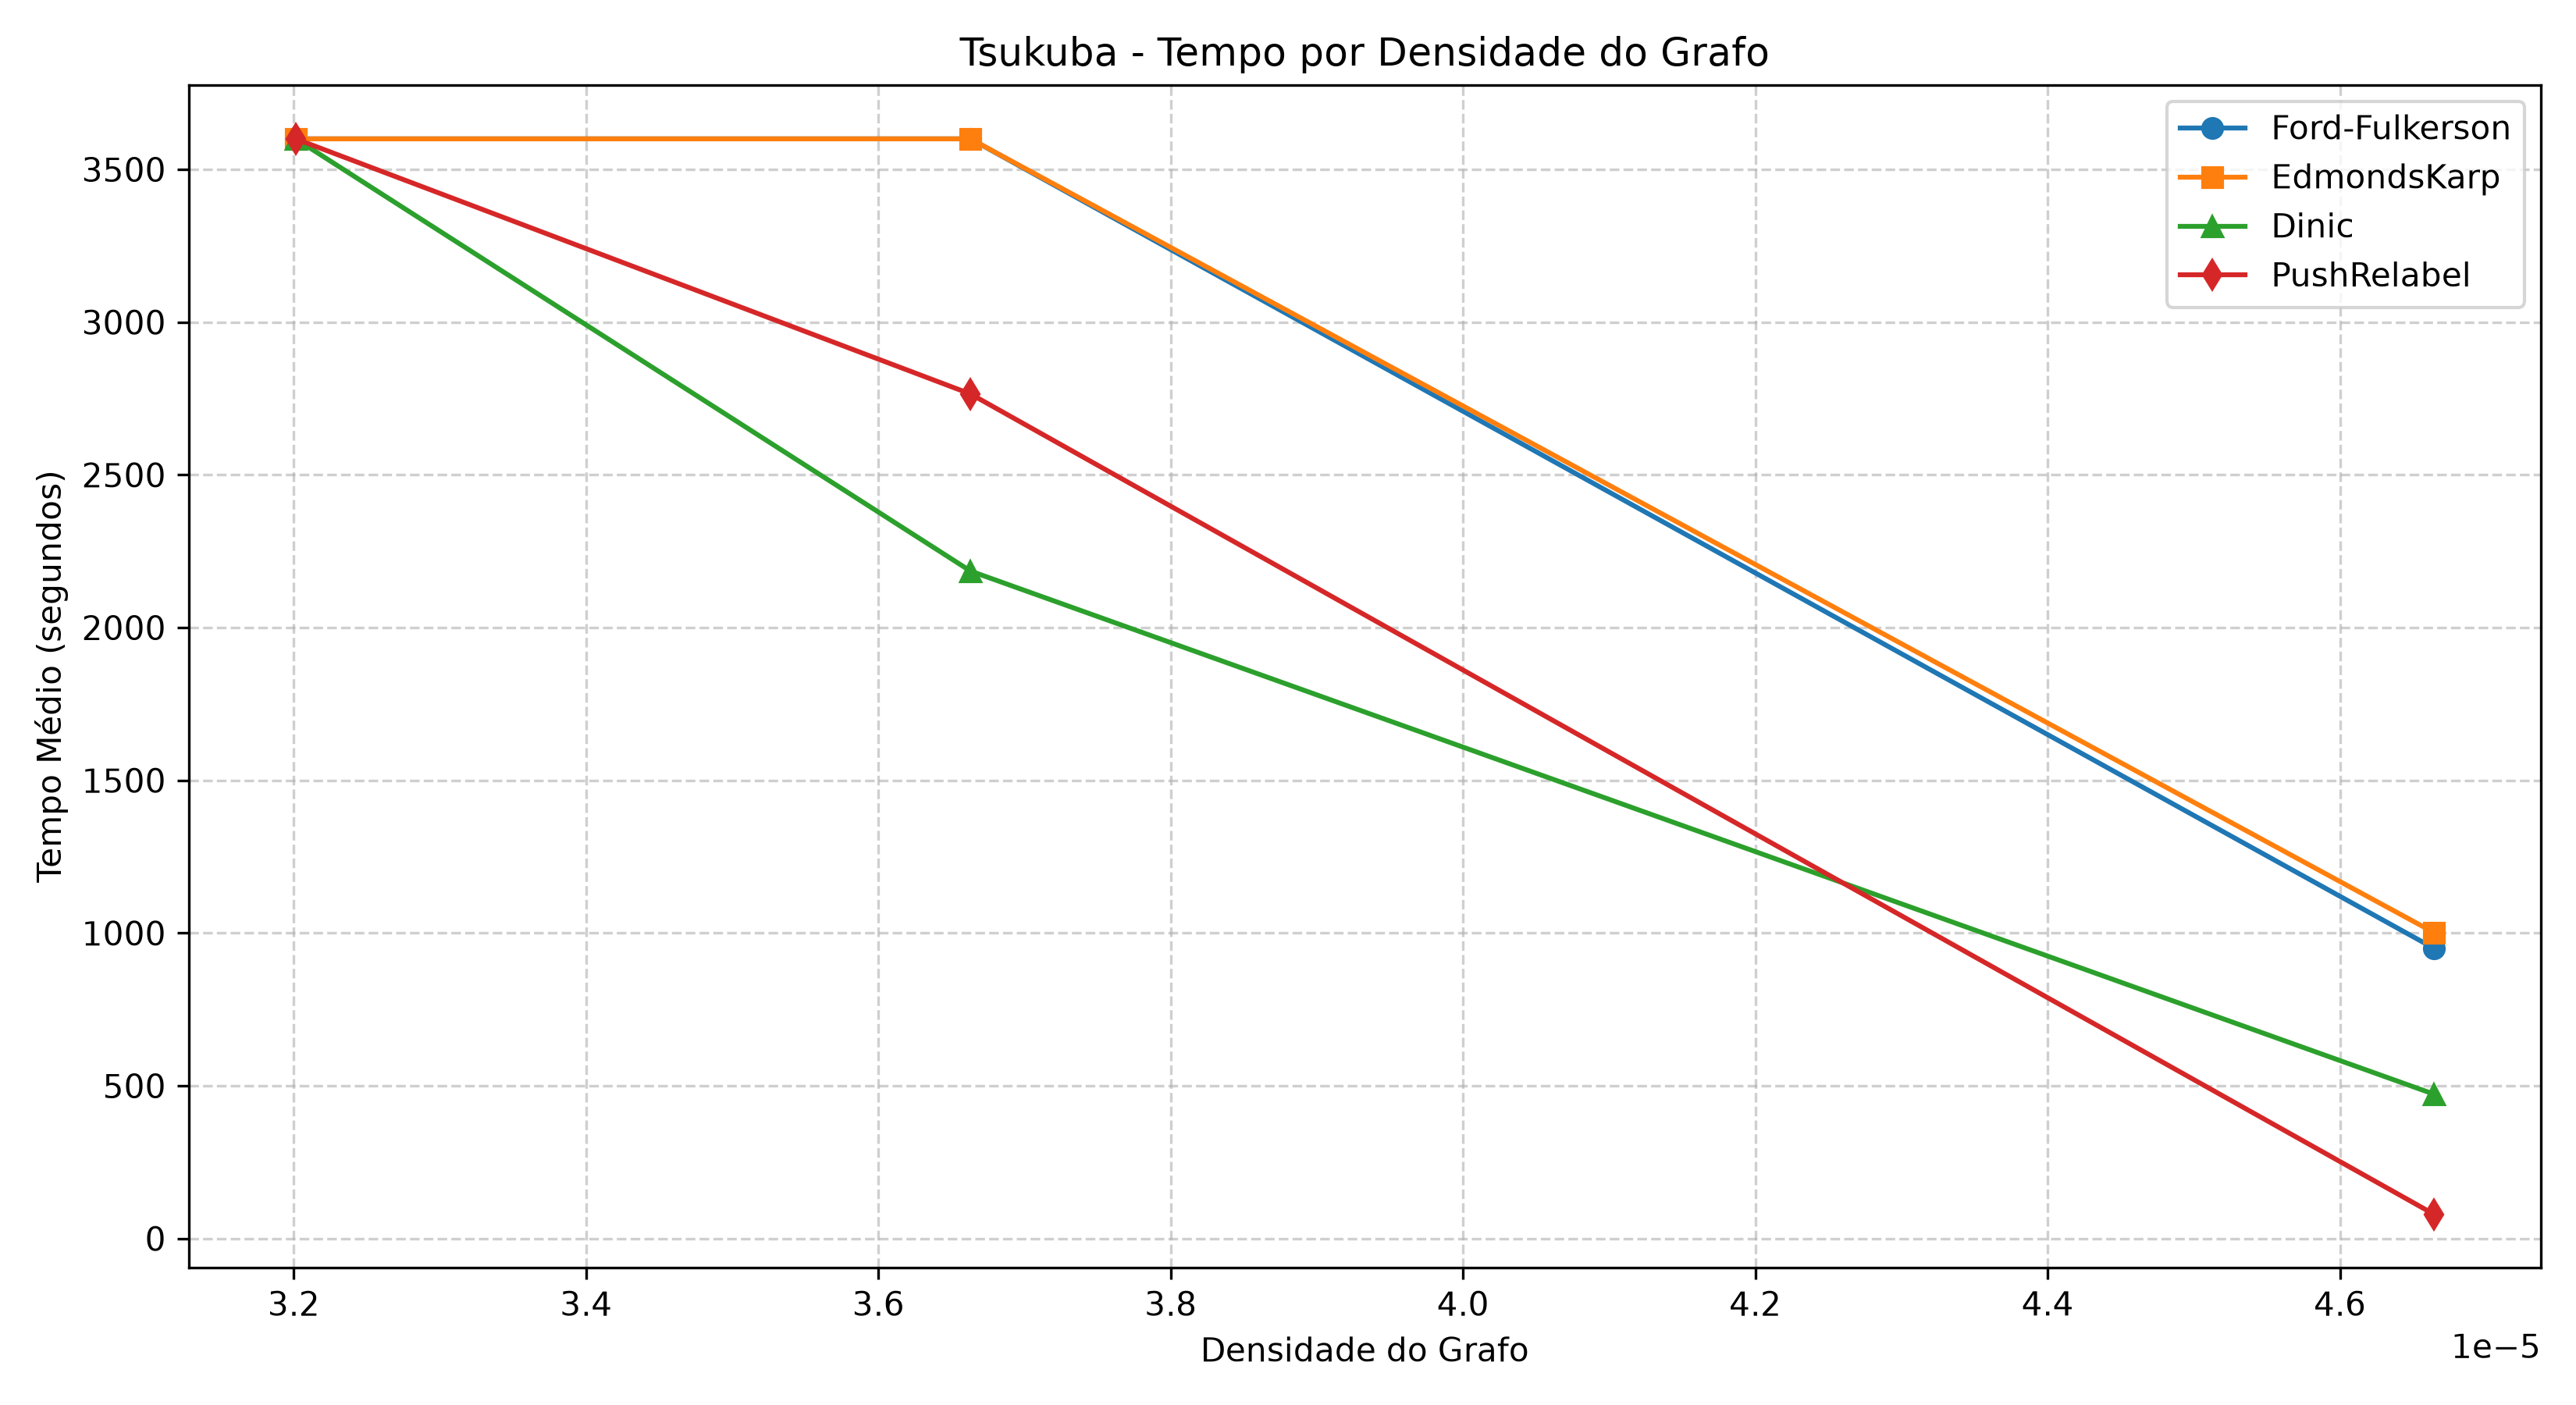 Tsukuba - Tempo por Densidade do Grafo
Ford-Fulkerson
EdmondsKarp
Dinic
PushRelabel
Tempo Médio (segundos)
3500
3000
2500
2000
1500
1000
500
0
3.2 3.4 3.6 3.8 4.0 4.2 4.4 4.6
1e−5
Densidade do Grafo